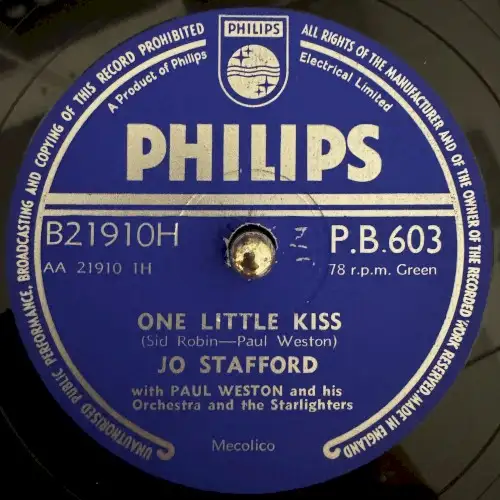 PHILIPS
UNAUTHORISED PUBLIC PERFORMANCE, BROADCASTING AND COPYING OF THIS RECORD PROHIBITED
ALL RIGHTS OF THE MANUFACTURER AND OF THE OWNER OF THE RECORDED WORK RESERVED. MADE IN ENGLAND
A Product of Philips
Electrical Limited
PHILIPS
B21910H
P.B.603
AA 21910 1H
78 r.p.m. Green
ONE LITTLE KISS
(Sid Robin—Paul Weston)
JO STAFFORD
with PAUL WESTON and his
Orchestra and the Starlighters
Mecolico